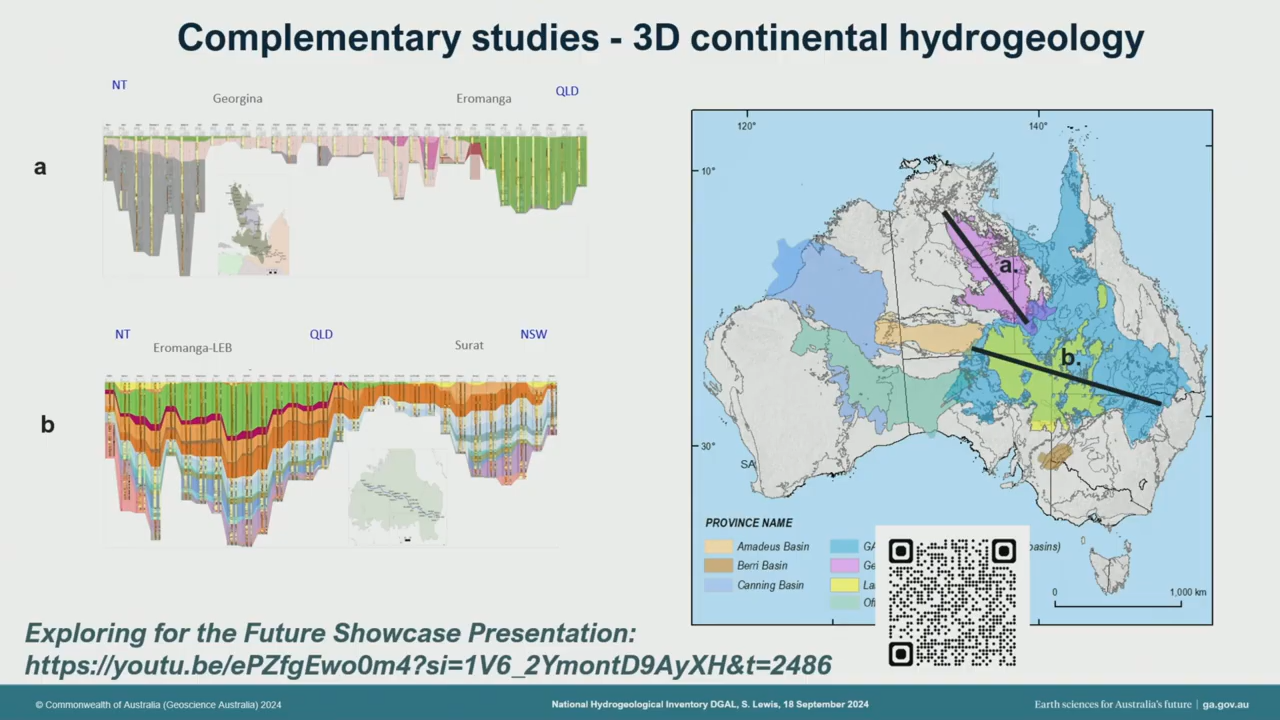 Complementary studies - 3D continental hydrogeology
NT
Georgina
Eromanga
QLD
a
NT
Eromanga-LEB
QLD
Surat
NSW
b
120°
140°
10°
30°
a.
b.
SA
PROVINCE NAME
Amadeus Basin
Berri Basin
Canning Basin
basins)
0
1,000 km
Exploring for the Future Showcase Presentation:
https://youtu.be/ePZfgEwo0m4?si=1V6_2YmontD9AyXH&t=2486
© Commonwealth of Australia (Geoscience Australia) 2024
National Hydrogeological Inventory DGAL, S. Lewis, 18 September 2024
Earth sciences for Australia's future | ga.gov.au